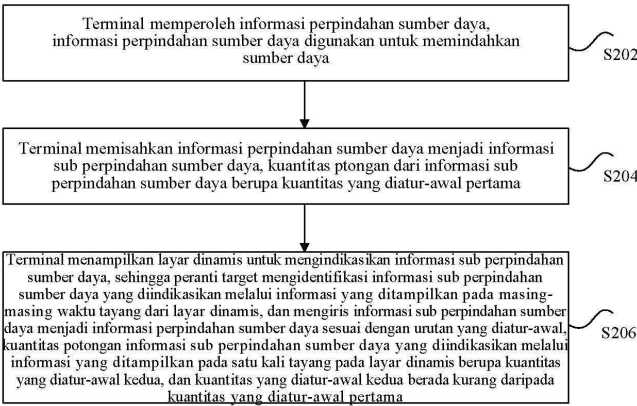 Terminal memperoleh informasi perpindahan sumber daya,
informasi perpindahan sumber daya digunakan untuk memindahkan
sumber daya
S202
Terminal memisahkan informasi perpindahan sumber daya menjadi informasi
sub perpindahan sumber daya, kuantitas ptongan dari informasi sub
perpindahan sumber daya berupa kuantitas yang diatur-awal pertama
S204
Terminal menampilkan layar dinamis untuk mengindikasikan informasi sub perpindahan
sumber daya, sehingga peranti target mengidentifikasi informasi sub perpindahan
sumber daya yang diindikasikan melalui informasi yang ditampilkan pada masing-
masing waktu tayang dari layar dinamis, dan mengiris informasi sub perpindahan sumber
daya menjadi informasi perpindahan sumber daya sesuai dengan urutan yang diatur-awal,
kuantitas potongan informasi sub perpindahan sumber daya yang diindikasikan melalui
informasi yang ditampilkan pada satu kali tayang pada layar dinamis berupa kuantitas
yang diatur-awal kedua, dan kuantitas yang diatur-awal kedua berada kurang daripada
kuantitas yang diatur-awal pertama
S206